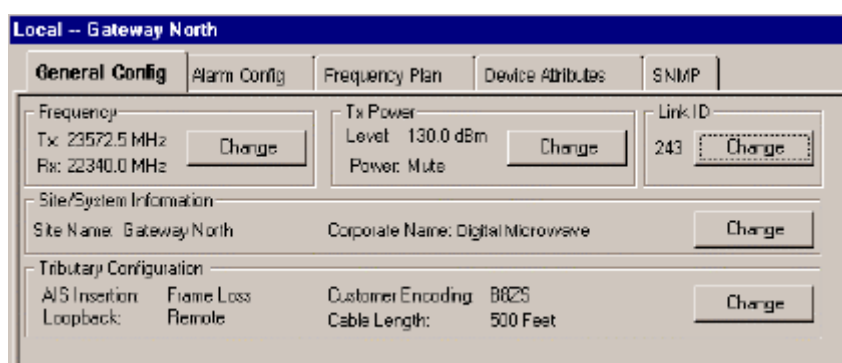 Local -- Gateway North
General Config Alarm Config Frequency Plan Device Attributes SNMP
Frequency Tx Power Link ID
Tx: 23572.5 MHz Change Level: 130.0 dBm Change 243 Change
Rx: 22340.0 MHz Power: Mute
Site/System Information
Site Name: Gateway North Corporate Name: Digital Microwave Change
Tributary Configuration
AIS Insertion: Frame Loss Customer Encoding: B8ZS Change
Loopback: Remote Cable Length: 500 Feet